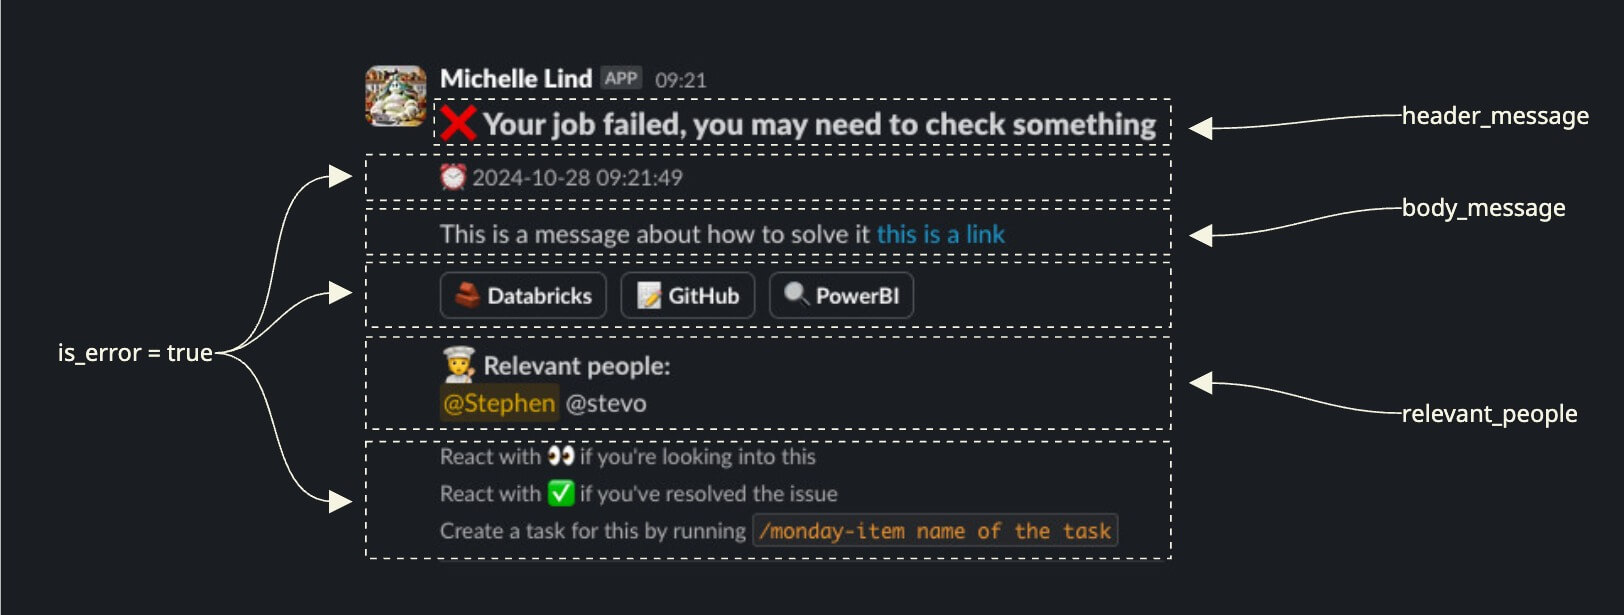 Michelle Lind APP 09:21
❌ Your job failed, you may need to check something
header_message
⏰ 2024-10-28 09:21:49
body_message
This is a message about how to solve it this is a link
Databricks GitHub PowerBI
is_error = true
Relevant people:
@Stephen @stevo
relevant_people
React with 👀 if you're looking into this
React with ✅ if you've resolved the issue
Create a task for this by running /monday-item name of the task